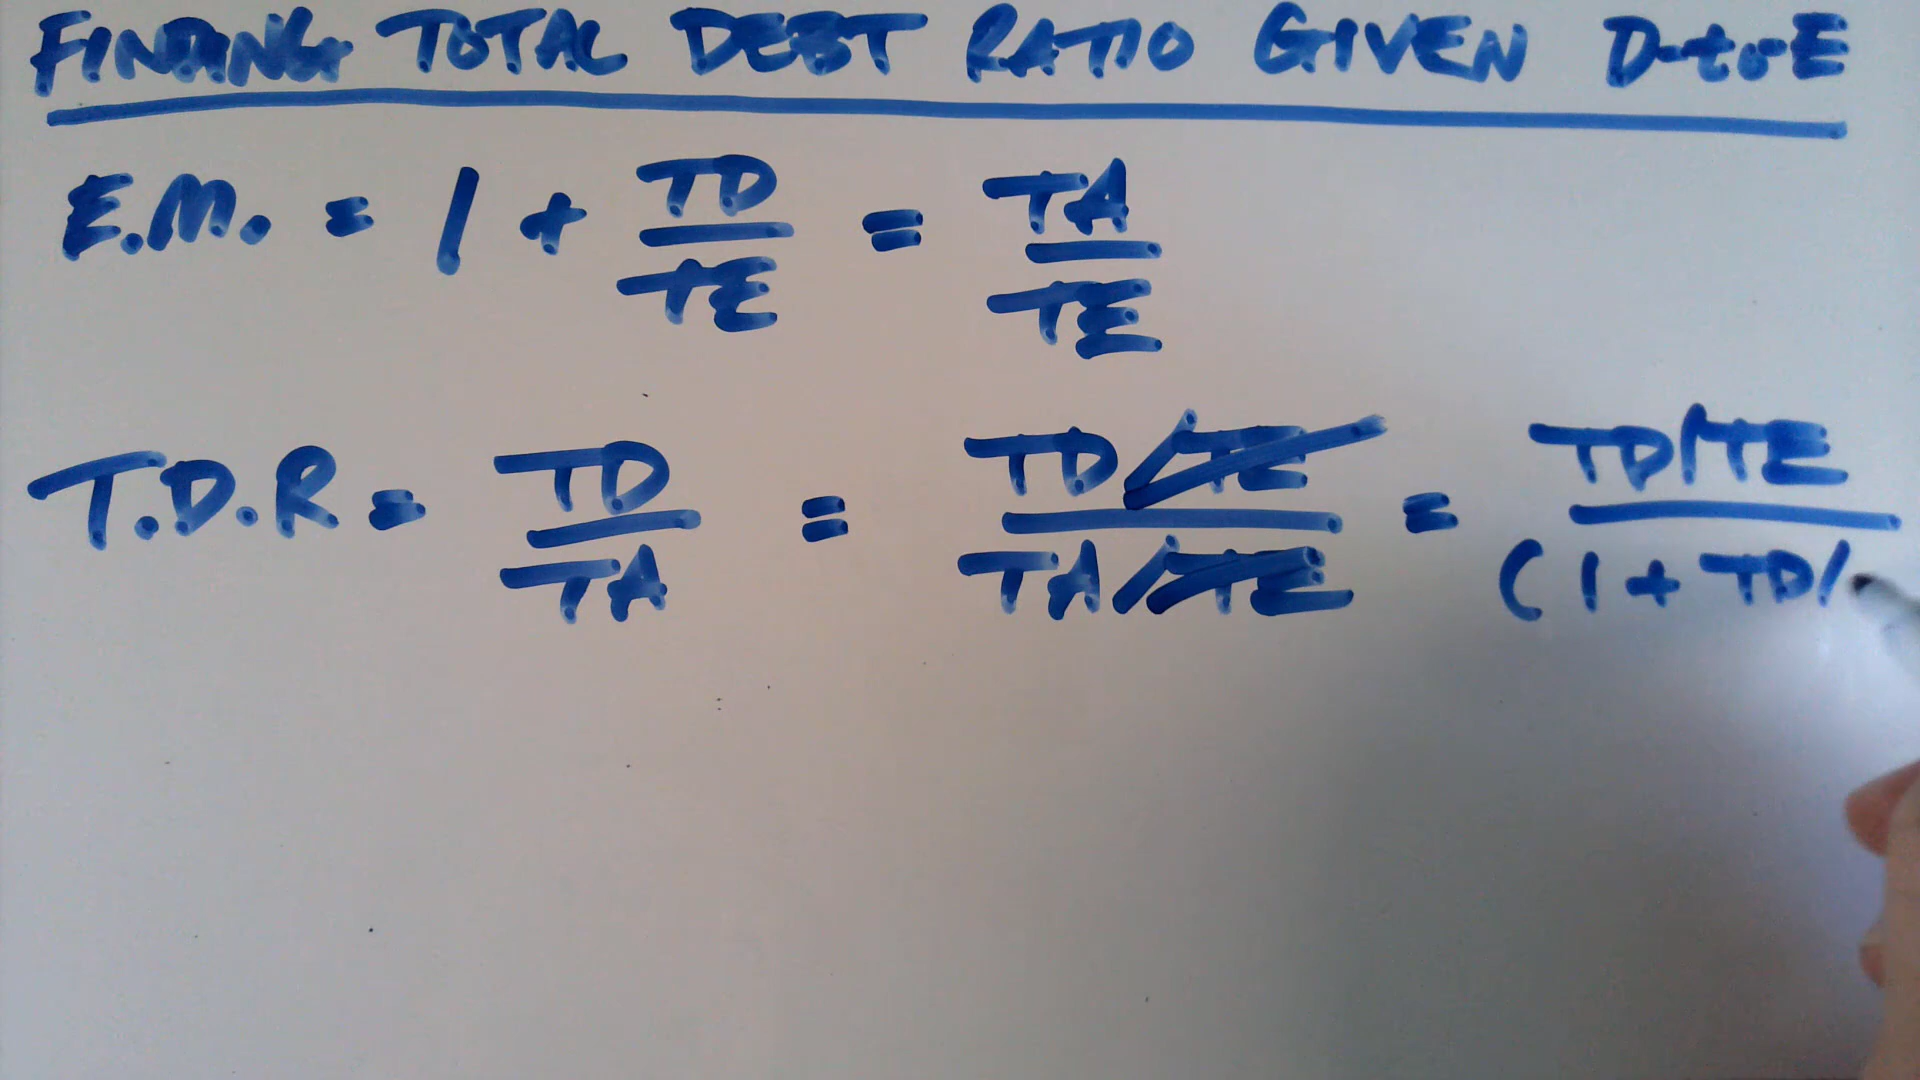 FINDING TOTAL DEBT RATIO GIVEN D-to-E
E.M. = 1 + TD/TE = TA/TE
T.D.R = TD/TA = TD/TE/TA/TE = TD/TE/(1 + TD/